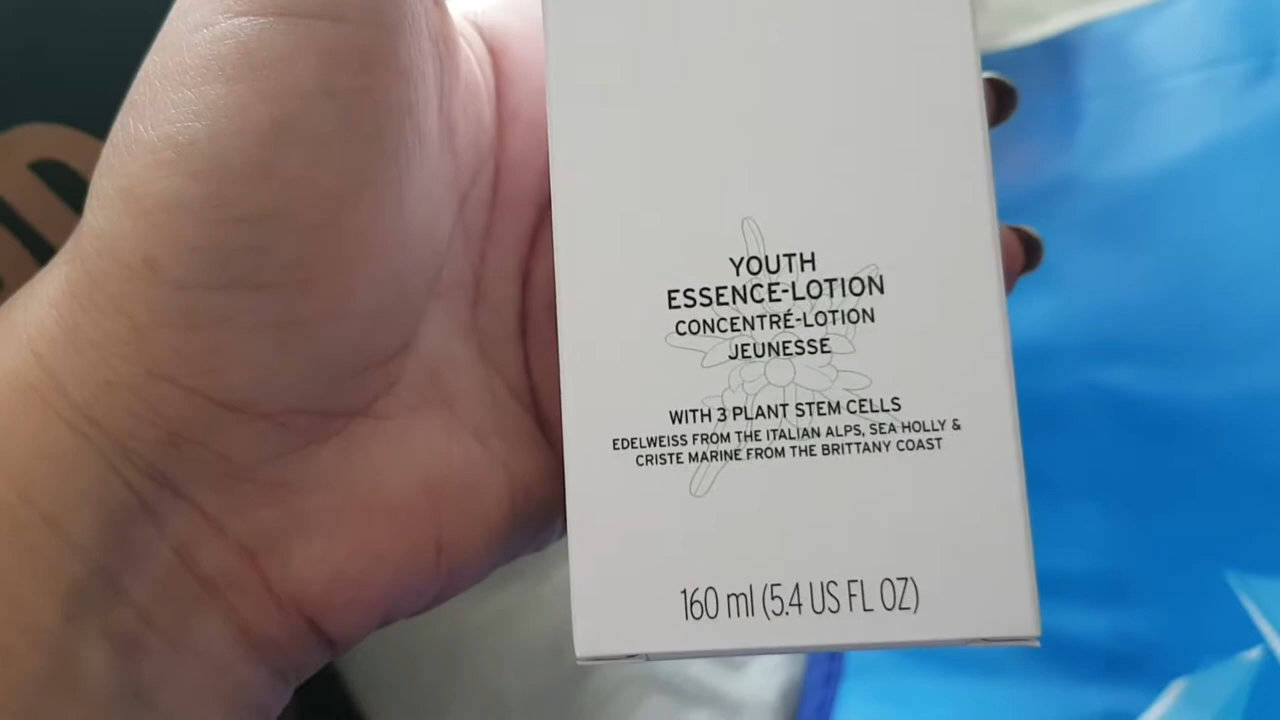 YOUTH
ESSENCE-LOTION
CONCENTRÉ-LOTION
JEUNESSE
WITH 3 PLANT STEM CELLS
EDELWEISS FROM THE ITALIAN ALPS, SEA HOLLY &
CRISTE MARINE FROM THE BRITTANY COAST
160 ml (5.4 US FL OZ)